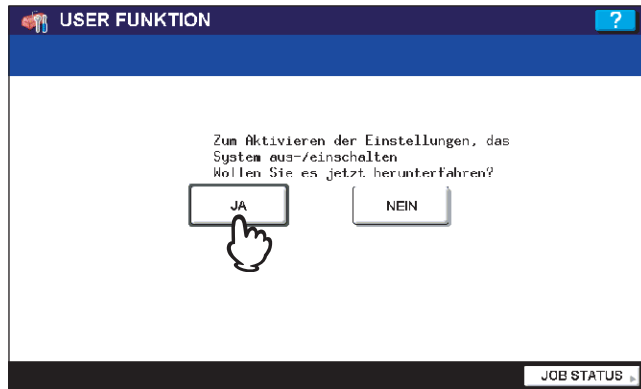 USER FUNKTION
?
Zum Aktivieren der Einstellungen, das
System aus-/einschalten
Wollen Sie es jetzt herunterfahren?
JA
NEIN
JOB STATUS